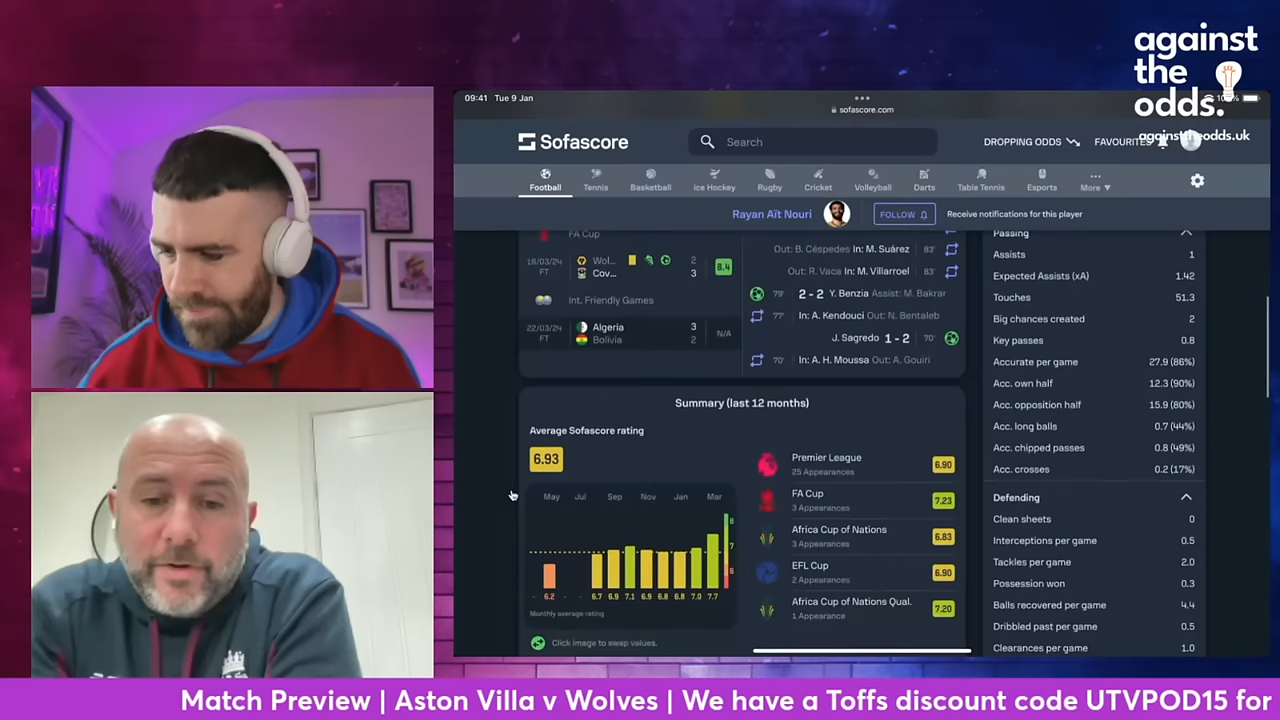 against
the
odds.
againsttheodds.uk
09:41 Tue 9 Jan
sofascore.com
Sofascore
Search
DROPPING ODDS
FAVOURITES
Football
Tennis
Basketball
Ice Hockey
Rugby
Cricket
Volleyball
Darts
Table Tennis
Esports
More
Rayan Aït Nouri
FOLLOW
Receive notifications for this player
FA Cup
16/03/24
FT
Wol... 2
Cov... 3
8.4
Int. Friendly Games
22/03/24
FT
Algeria 3
Bolivia 2
N/A
Out: B. Céspedes In: M. Suárez 83'
Out: R. Vaca In: M. Villarroel 83'
79' 2 - 2 Y. Benzia Assist: M. Bakrar
77' In: A. Kendouci Out: N. Bentaleb
J. Sagredo 1 - 2 70'
70' In: A. H. Moussa Out: A. Gouiri
Summary (last 12 months)
Average Sofascore rating
6.93
May Jul Sep Nov Jan Mar
8
7
6
- 6.2 - - 6.7 6.9 7.1 6.9 6.8 6.8 7.0 7.7
Monthly average rating
Click image to swap values.
Premier League
25 Appearances
6.90
FA Cup
3 Appearances
7.23
Africa Cup of Nations
3 Appearances
6.83
EFL Cup
2 Appearances
6.90
Africa Cup of Nations Qual.
1 Appearance
7.20
Passing
Assists 1
Expected Assists (xA) 1.42
Touches 51.3
Big chances created 2
Key passes 0.8
Accurate per game 27.9 (86%)
Acc. own half 12.3 (90%)
Acc. opposition half 15.9 (80%)
Acc. long balls 0.7 (44%)
Acc. chipped passes 0.8 (49%)
Acc. crosses 0.2 (17%)
Defending
Clean sheets 0
Interceptions per game 0.5
Tackles per game 2.0
Possession won 0.3
Balls recovered per game 4.4
Dribbled past per game 0.5
Clearances per game 1.0
Match Preview | Aston Villa v Wolves | We have a Toffs discount code UTVPOD15 for